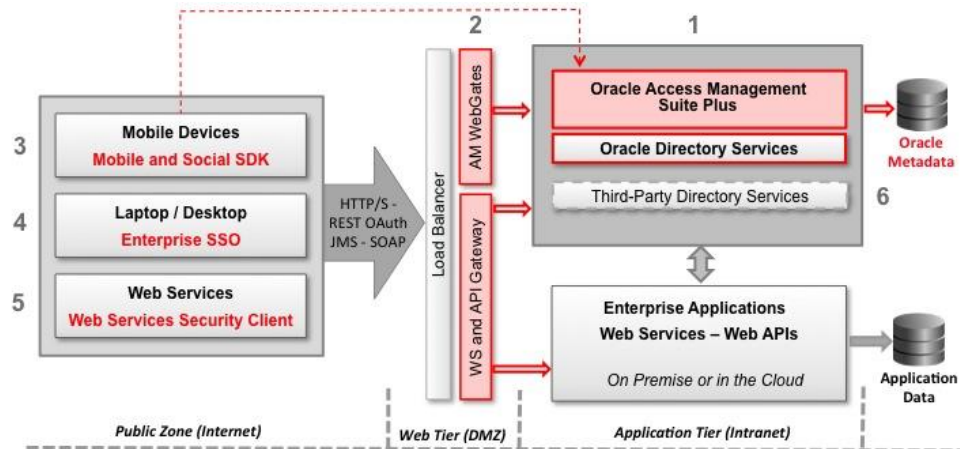 2
1
3
Mobile Devices
Mobile and Social SDK
4
Laptop / Desktop
Enterprise SSO
5
Web Services
Web Services Security Client
HTTP/S -
REST OAuth
JMS - SOAP
Load Balancer
AM WebGates
WS and API Gateway
Oracle Access Management
Suite Plus
Oracle Directory Services
Third-Party Directory Services
6
Oracle
Metadata
Enterprise Applications
Web Services – Web APIs
On Premise or in the Cloud
Application
Data
Public Zone (Internet)
Web Tier (DMZ)
Application Tier (Intranet)